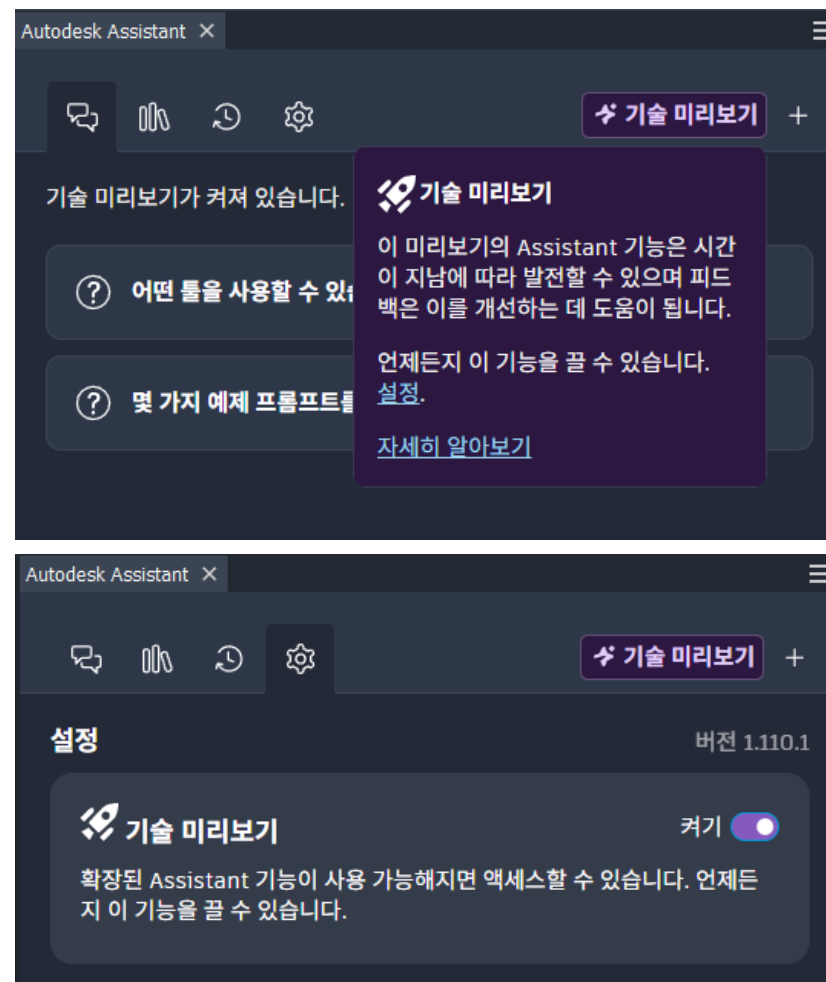 Autodesk Assistant
기술 미리보기
기술 미리보기가 켜져 있습니다.
어떤 툴을 사용할 수 있
몇 가지 예제 프롬프트를
기술 미리보기
이 미리보기의 Assistant 기능은 시간
이 지남에 따라 발전할 수 있으며 피드
백은 이를 개선하는 데 도움이 됩니다.
언제든지 이 기능을 끌 수 있습니다.
설정.
자세히 알아보기
Autodesk Assistant
기술 미리보기
설정
버전 1.110.1
기술 미리보기
켜기
확장된 Assistant 기능이 사용 가능해지면 액세스할 수 있습니다. 언제든
지 이 기능을 끌 수 있습니다.